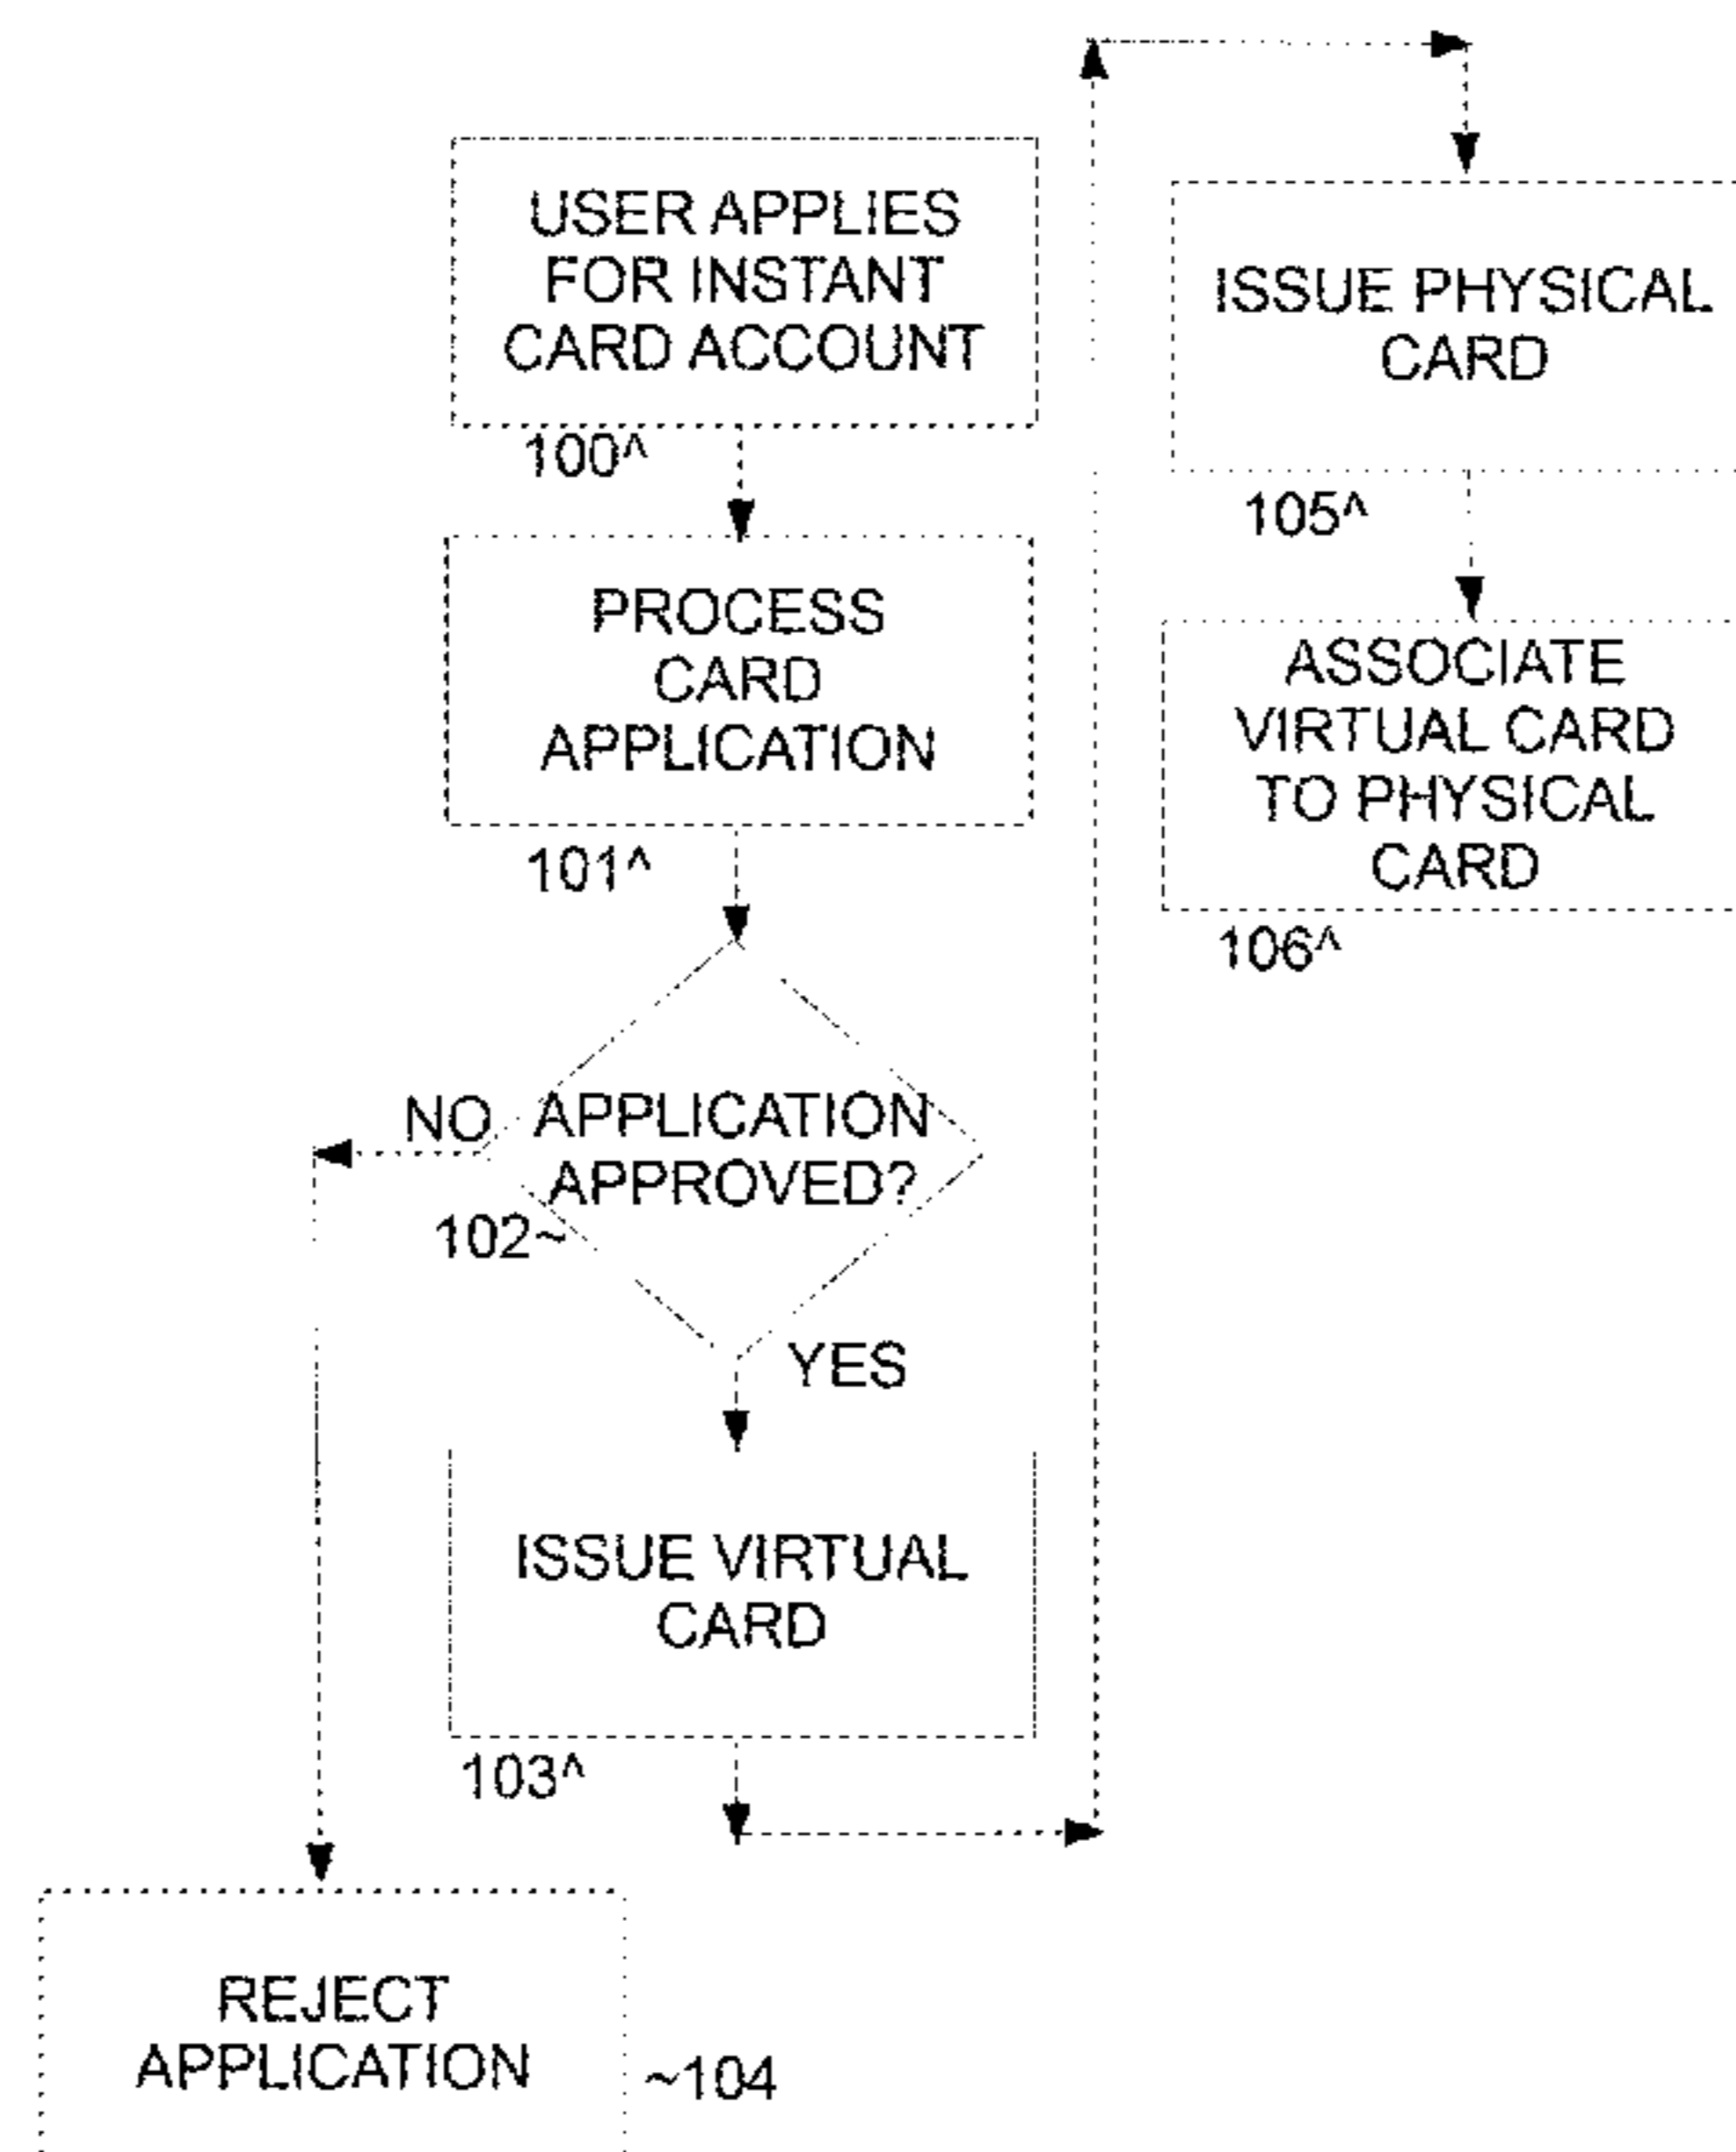 USER APPLIES
FOR INSTANT
CARD ACCOUNT
100^
PROCESS
CARD
APPLICATION
101^
NO
APPLICATION
APPROVED?
102~
YES
ISSUE VIRTUAL
CARD
103^
REJECT
APPLICATION
~104
ISSUE PHYSICAL
CARD
105^
ASSOCIATE
VIRTUAL CARD
TO PHYSICAL
CARD
106^